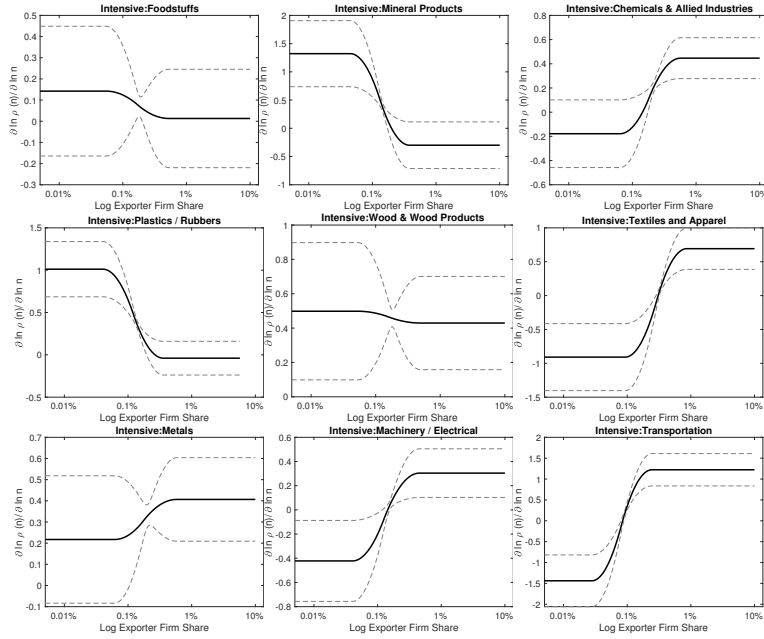 Intensive:Foodstuffs
∂ ln ρ (n)/ ∂ ln n
0.5
0.4
0.3
0.2
0.1
0
-0.1
-0.2
-0.3
0.01% 0.1% 1% 10%
Log Exporter Firm Share
Intensive:Mineral Products
∂ ln ρ (n)/ ∂ ln n
2
1.5
1
0.5
0
-0.5
-1
0.01% 0.1% 1% 10%
Log Exporter Firm Share
Intensive:Chemicals & Allied Industries
∂ ln ρ (n)/ ∂ ln n
0.8
0.6
0.4
0.2
0
-0.2
-0.4
-0.6
0.01% 0.1% 1% 10%
Log Exporter Firm Share
Intensive:Plastics / Rubbers
∂ ln ρ (n)/ ∂ ln n
1.5
1
0.5
0
-0.5
0.01% 0.1% 1% 10%
Log Exporter Firm Share
Intensive:Wood & Wood Products
∂ ln ρ (n)/ ∂ ln n
1
0.8
0.6
0.4
0.2
0
0.01% 0.1% 1% 10%
Log Exporter Firm Share
Intensive:Textiles and Apparel
∂ ln ρ (n)/ ∂ ln n
1
0.5
0
-0.5
-1
-1.5
0.01% 0.1% 1% 10%
Log Exporter Firm Share
Intensive:Metals
∂ ln ρ (n)/ ∂ ln n
0.7
0.6
0.5
0.4
0.3
0.2
0.1
0
-0.1
0.01% 0.1% 1% 10%
Log Exporter Firm Share
Intensive:Machinery / Electrical
∂ ln ρ (n)/ ∂ ln n
0.6
0.4
0.2
0
-0.2
-0.4
-0.6
-0.8
0.01% 0.1% 1% 10%
Log Exporter Firm Share
Intensive:Transportation
∂ ln ρ (n)/ ∂ ln n
2
1.5
1
0.5
0
-0.5
-1
-1.5
-2
0.01% 0.1% 1% 10%
Log Exporter Firm Share